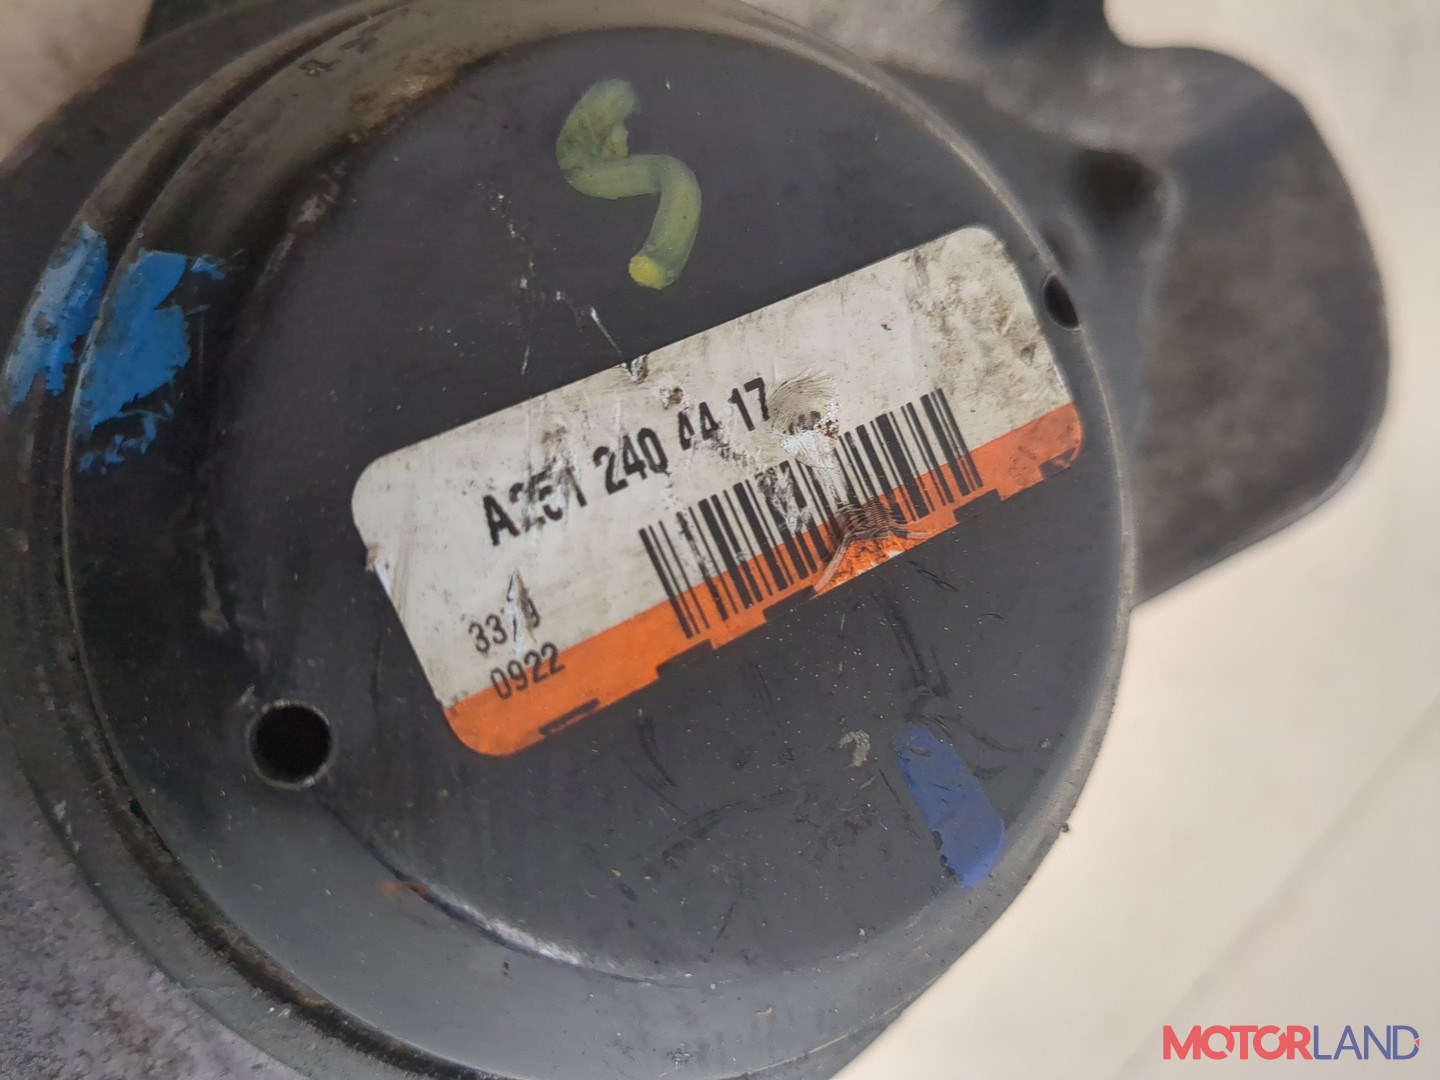 S
A251 240 44 17
0922
MOTORLAND